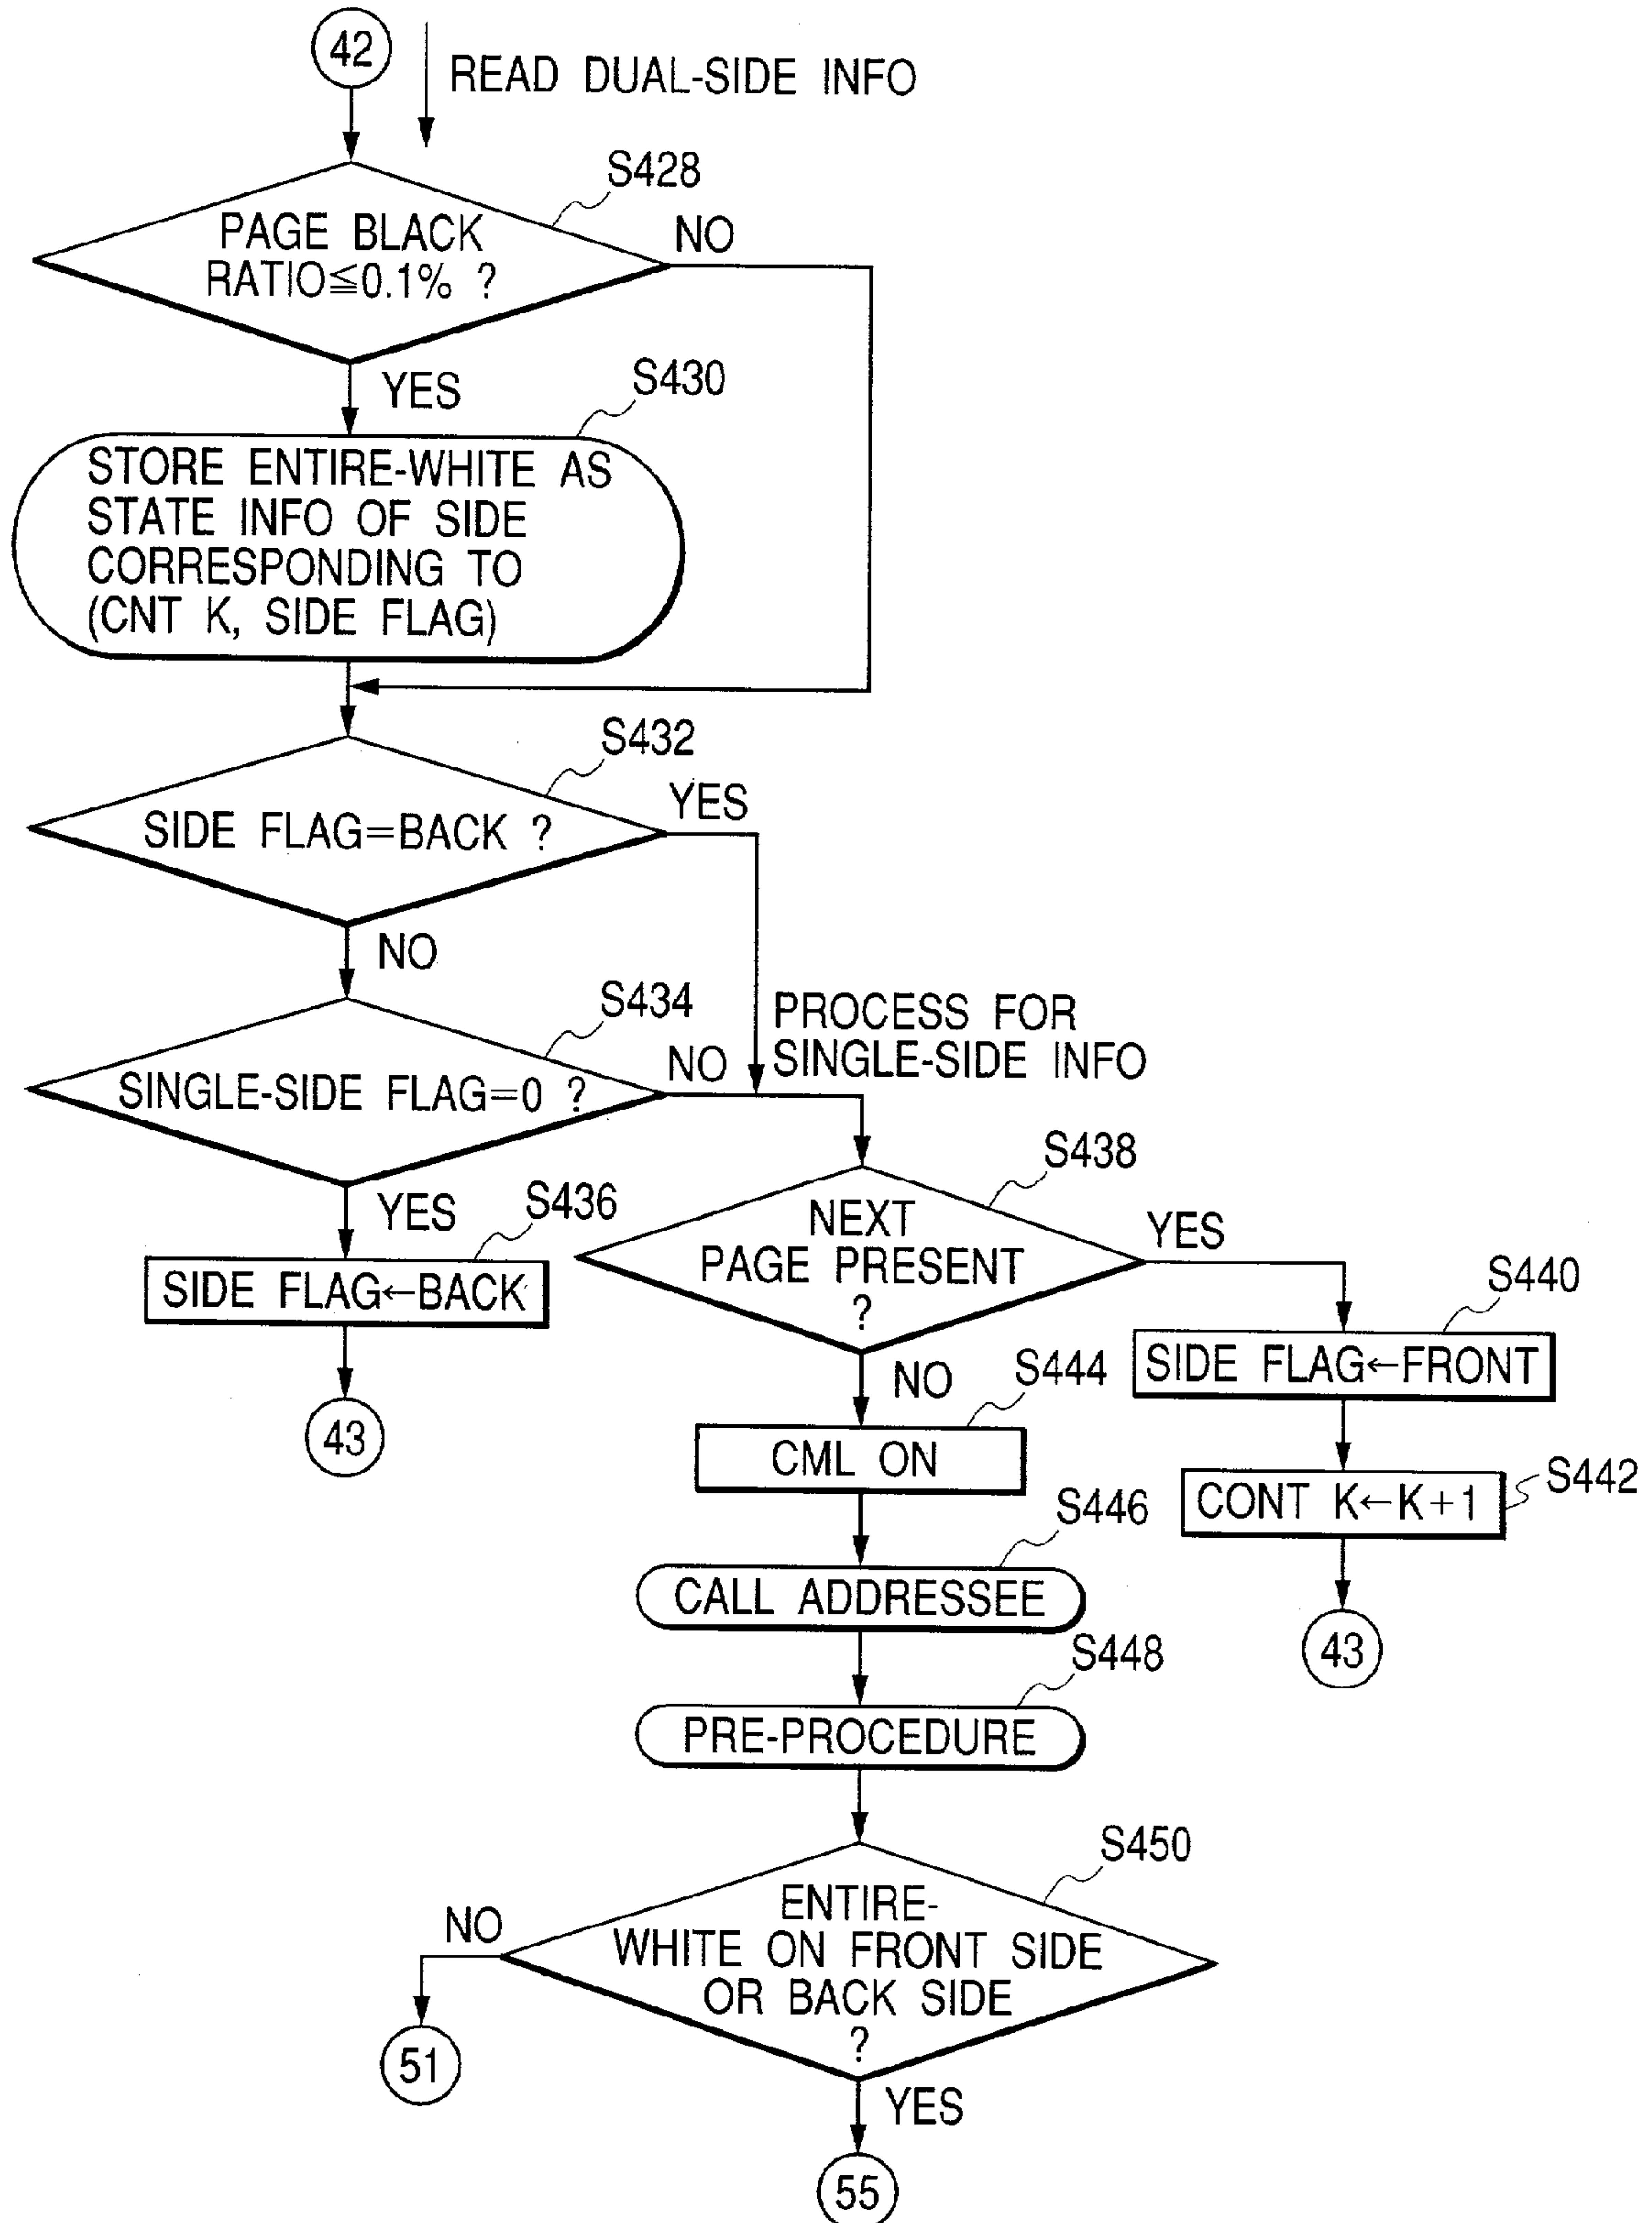 42
READ DUAL-SIDE INFO
S428
PAGE BLACK
RATIO≦0.1% ?
NO
YES
S430
STORE ENTIRE-WHITE AS
STATE INFO OF SIDE
CORRESPONDING TO
(CNT K, SIDE FLAG)
S432
SIDE FLAG=BACK ?
YES
NO
S434
SINGLE-SIDE FLAG=0 ?
NO
PROCESS FOR
SINGLE-SIDE INFO
YES
S436
SIDE FLAG←BACK
43
S438
NEXT
PAGE PRESENT
?
YES
S440
SIDE FLAG←FRONT
S442
CONT K←K+1
43
NO
S444
CML ON
S446
CALL ADDRESSEE
S448
PRE-PROCEDURE
S450
ENTIRE-
WHITE ON FRONT SIDE
OR BACK SIDE
?
NO
51
YES
55